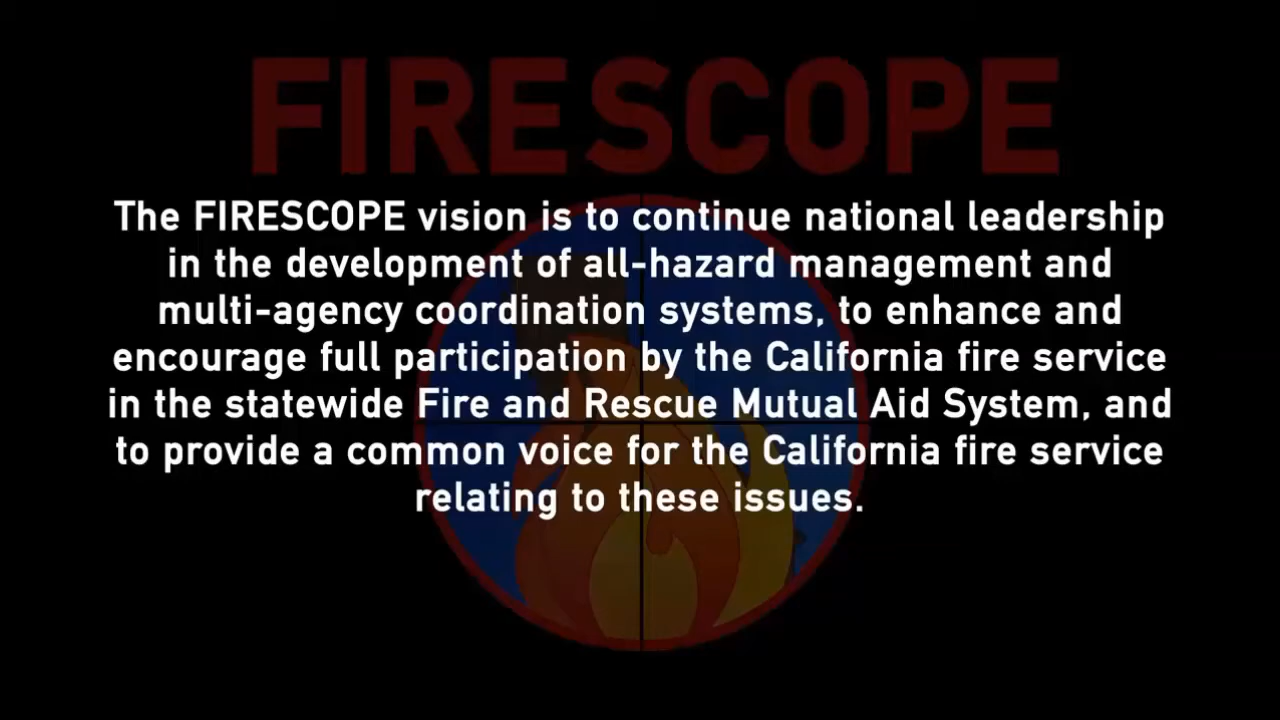 FIRESCOPE
The FIRESCOPE vision is to continue national leadership
in the development of all-hazard management and
multi-agency coordination systems, to enhance and
encourage full participation by the California fire service
in the statewide Fire and Rescue Mutual Aid System, and
to provide a common voice for the California fire service
relating to these issues.